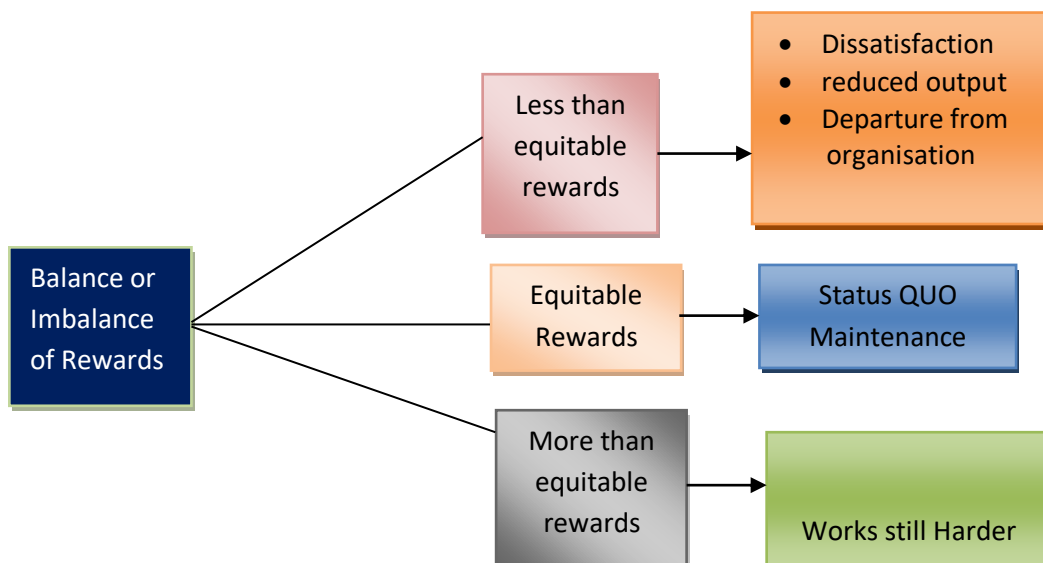 Balance or
Imbalance
of Rewards
Less than
equitable
rewards
• Dissatisfaction
• reduced output
• Departure from
organisation
Equitable
Rewards
Status QUO
Maintenance
More than
equitable
rewards
Works still Harder